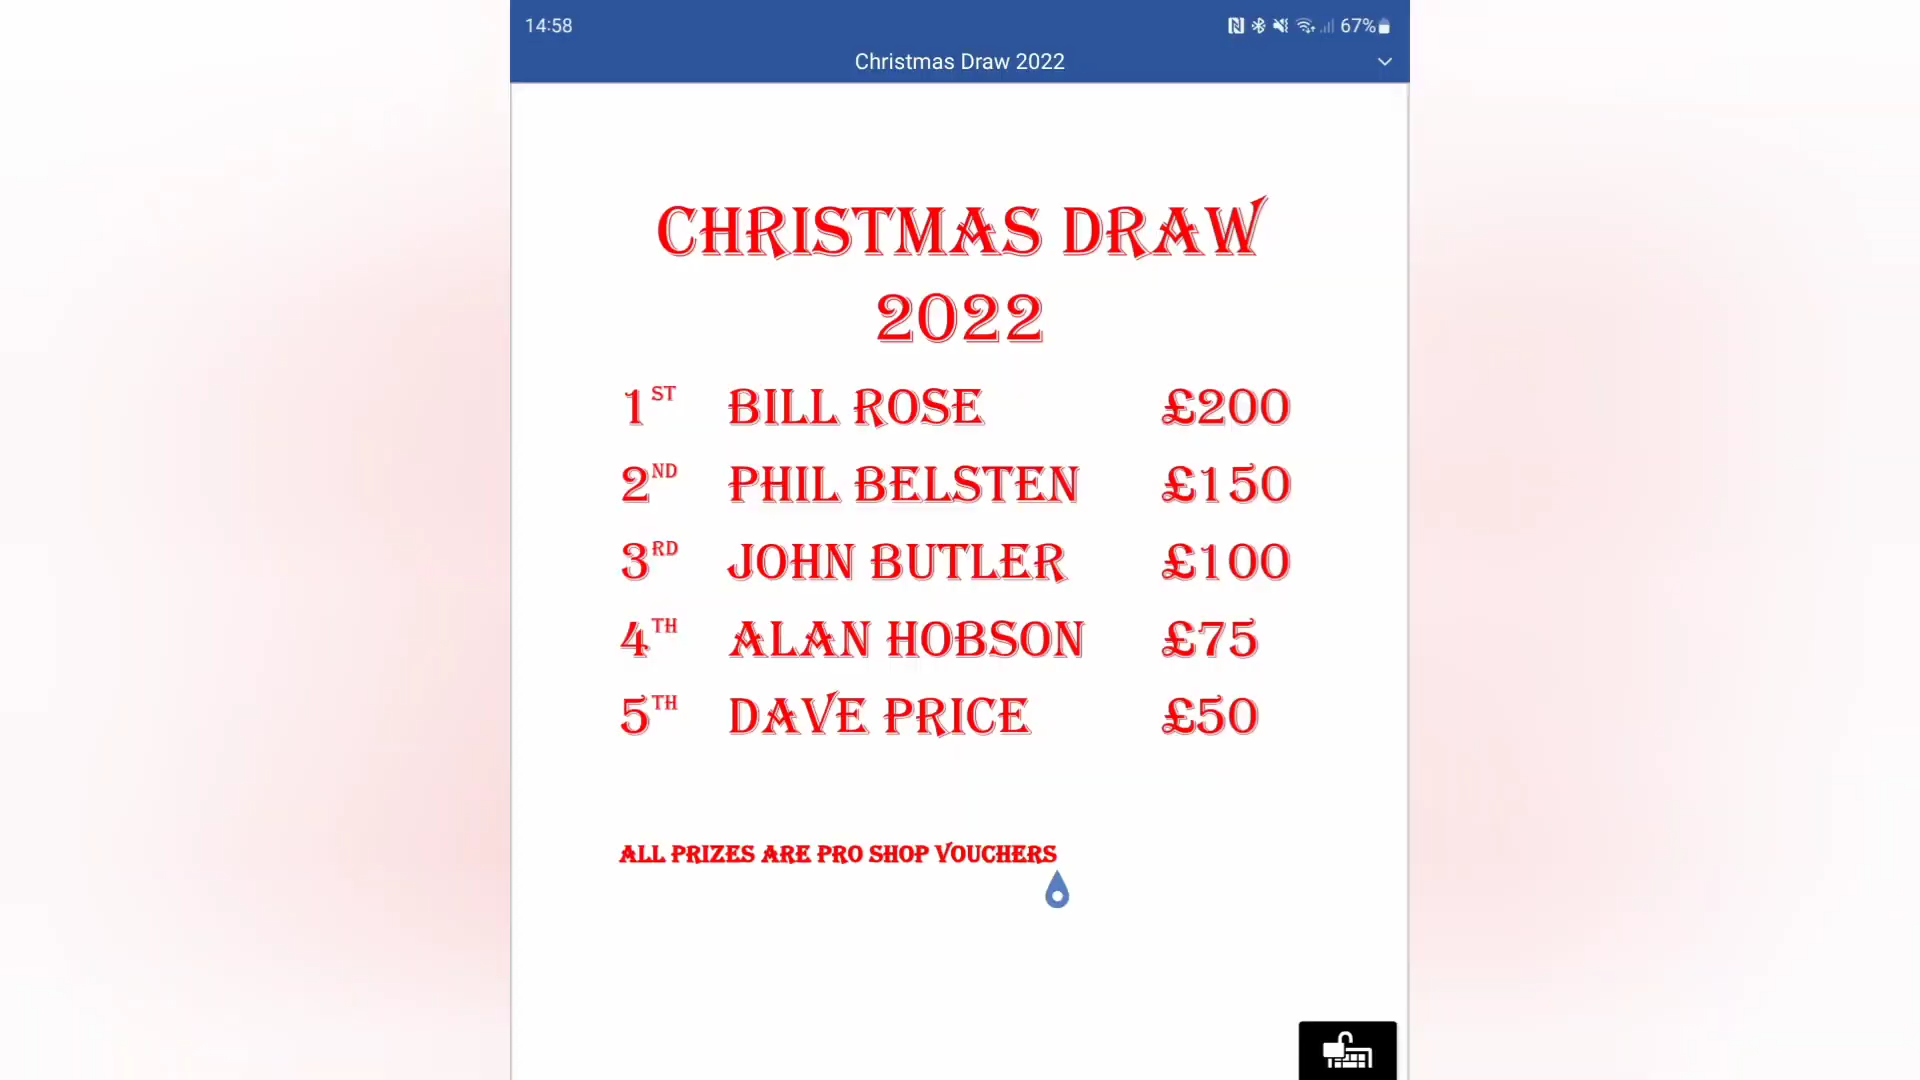 14:58 67%
Christmas Draw 2022
CHRISTMAS DRAW
2022
1ST BILL ROSE £200
2ND PHIL BELSTEN £150
3RD JOHN BUTLER £100
4TH ALAN HOBSON £75
5TH DAVE PRICE £50
ALL PRIZES ARE PRO SHOP VOUCHERS